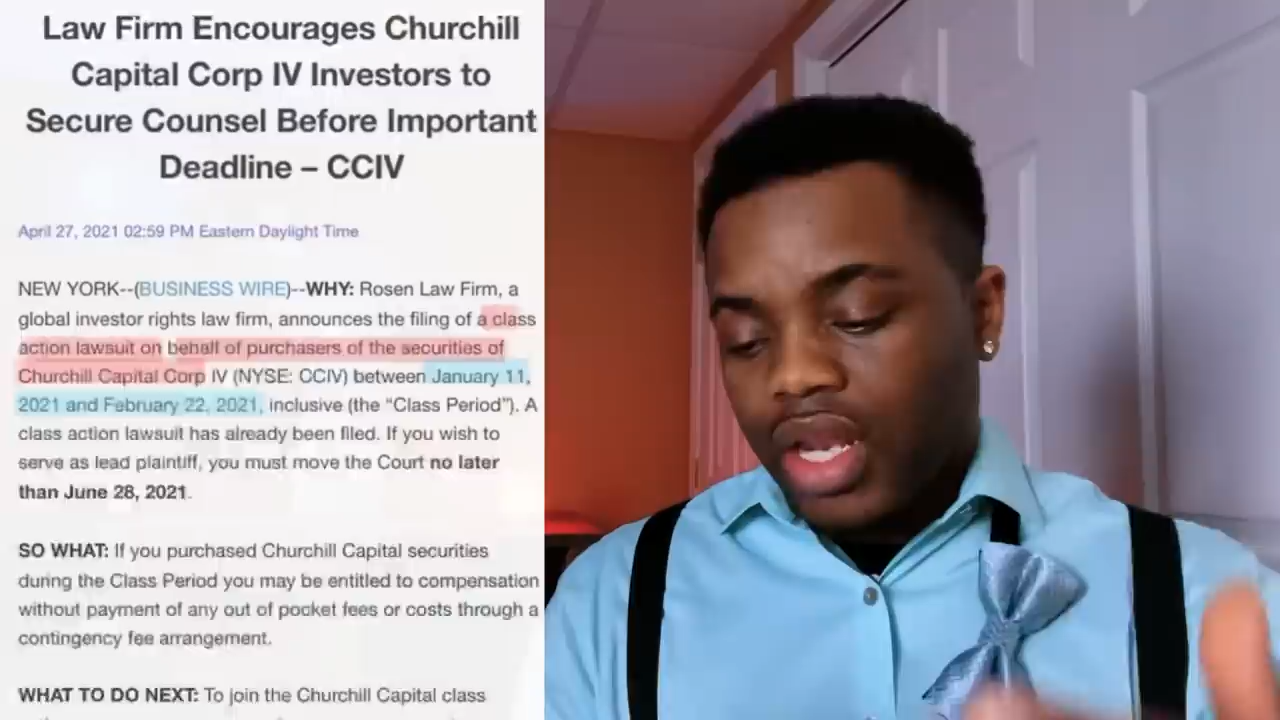 Law Firm Encourages Churchill
Capital Corp IV Investors to
Secure Counsel Before Important
Deadline – CCIV
April 27, 2021 02:59 PM Eastern Daylight Time
NEW YORK--(BUSINESS WIRE)--WHY: Rosen Law Firm, a
global investor rights law firm, announces the filing of a class
action lawsuit on behalf of purchasers of the securities of
Churchill Capital Corp IV (NYSE: CCIV) between January 11,
2021 and February 22, 2021, inclusive (the “Class Period”). A
class action lawsuit has already been filed. If you wish to
serve as lead plaintiff, you must move the Court no later
than June 28, 2021.
SO WHAT: If you purchased Churchill Capital securities
during the Class Period you may be entitled to compensation
without payment of any out of pocket fees or costs through a
contingency fee arrangement.
WHAT TO DO NEXT: To join the Churchill Capital class